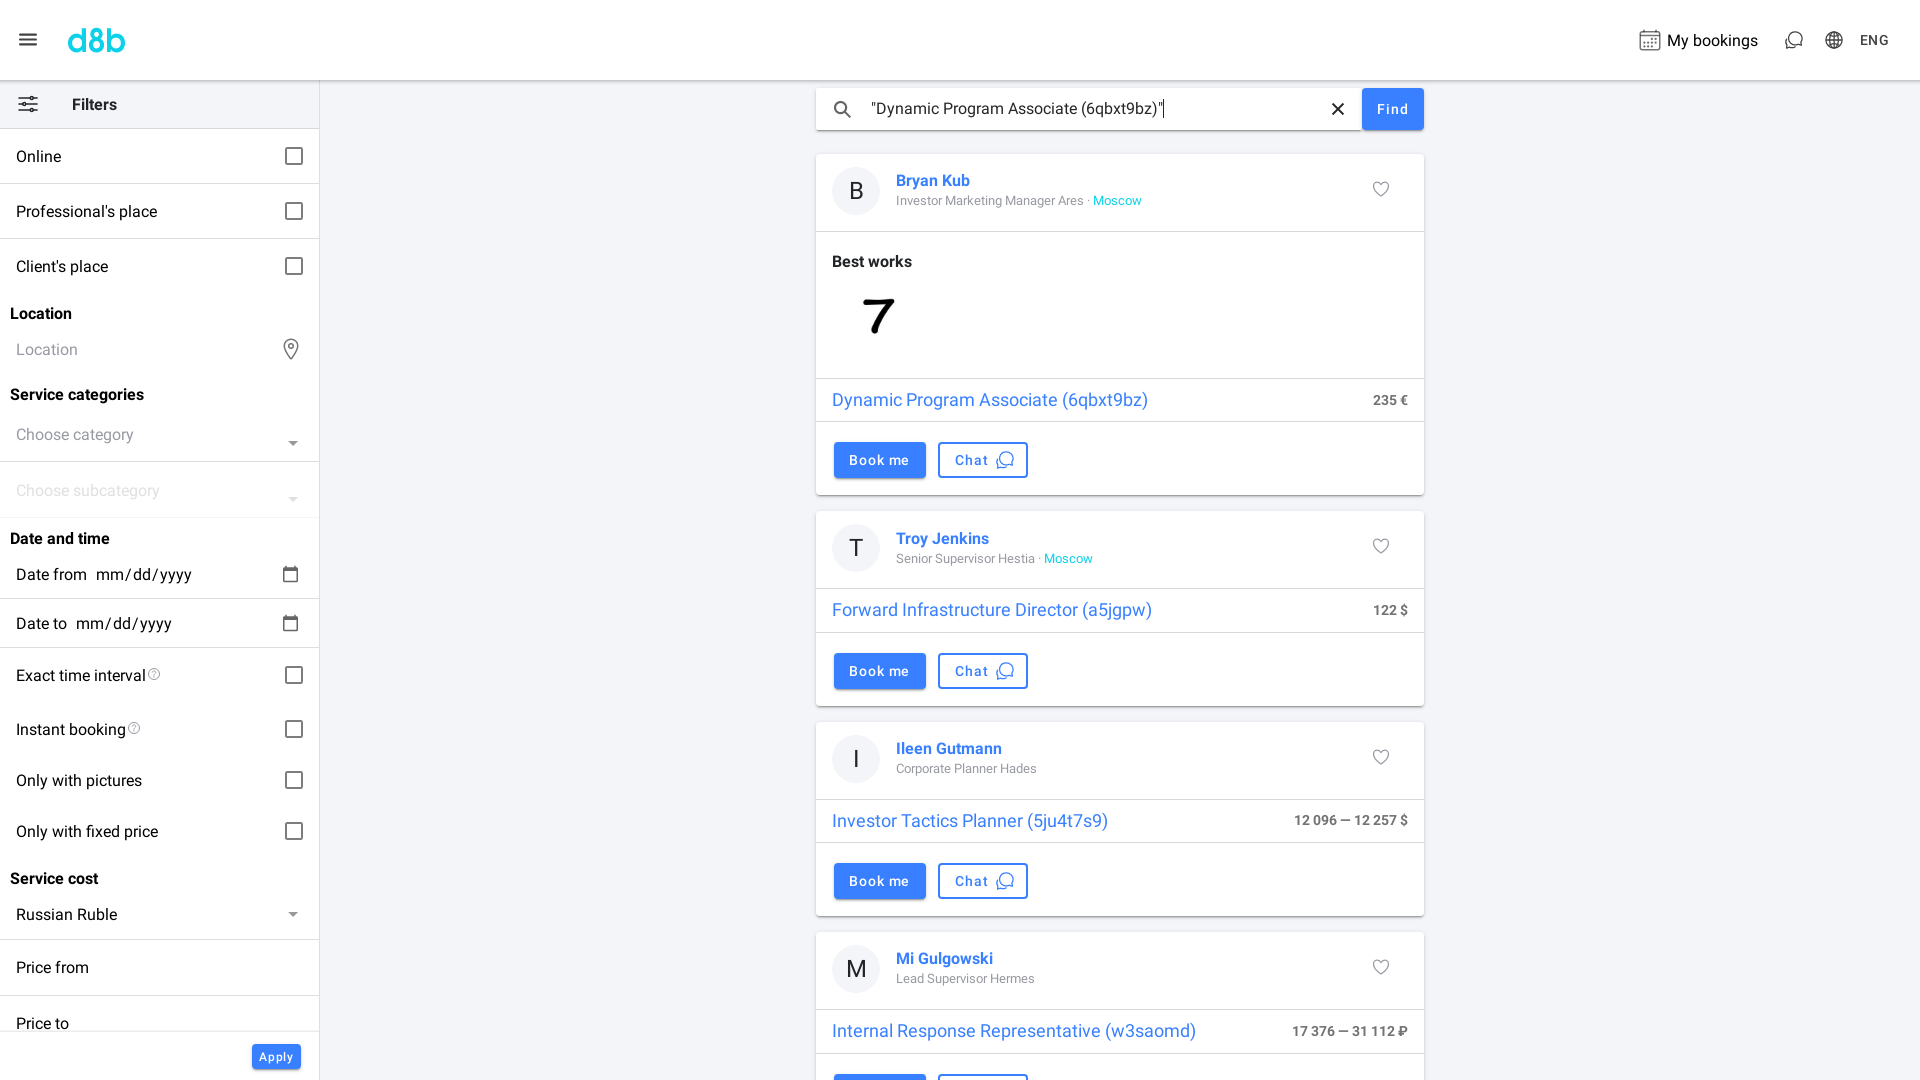 d8b
My bookings
ENG
Filters
Online
Professional's place
Client's place
Location
Location
Service categories
Choose category
Choose subcategory
Date and time
Date from mm/dd/yyyy
Date to mm/dd/yyyy
Exact time interval ?
Instant booking ?
Only with pictures
Only with fixed price
Service cost
Russian Ruble
Price from
Price to
Apply
"Dynamic Program Associate (6qbxt9bz)"
Find
B
Bryan Kub
Investor Marketing Manager Ares · Moscow
Best works
7
Dynamic Program Associate (6qbxt9bz) 235 €
Book me Chat
T
Troy Jenkins
Senior Supervisor Hestia · Moscow
Forward Infrastructure Director (a5jgpw) 122 $
Book me Chat
I
Ileen Gutmann
Corporate Planner Hades
Investor Tactics Planner (5ju4t7s9) 12 096 — 12 257 $
Book me Chat
M
Mi Gulgowski
Lead Supervisor Hermes
Internal Response Representative (w3saomd) 17 376 — 31 112 ₽